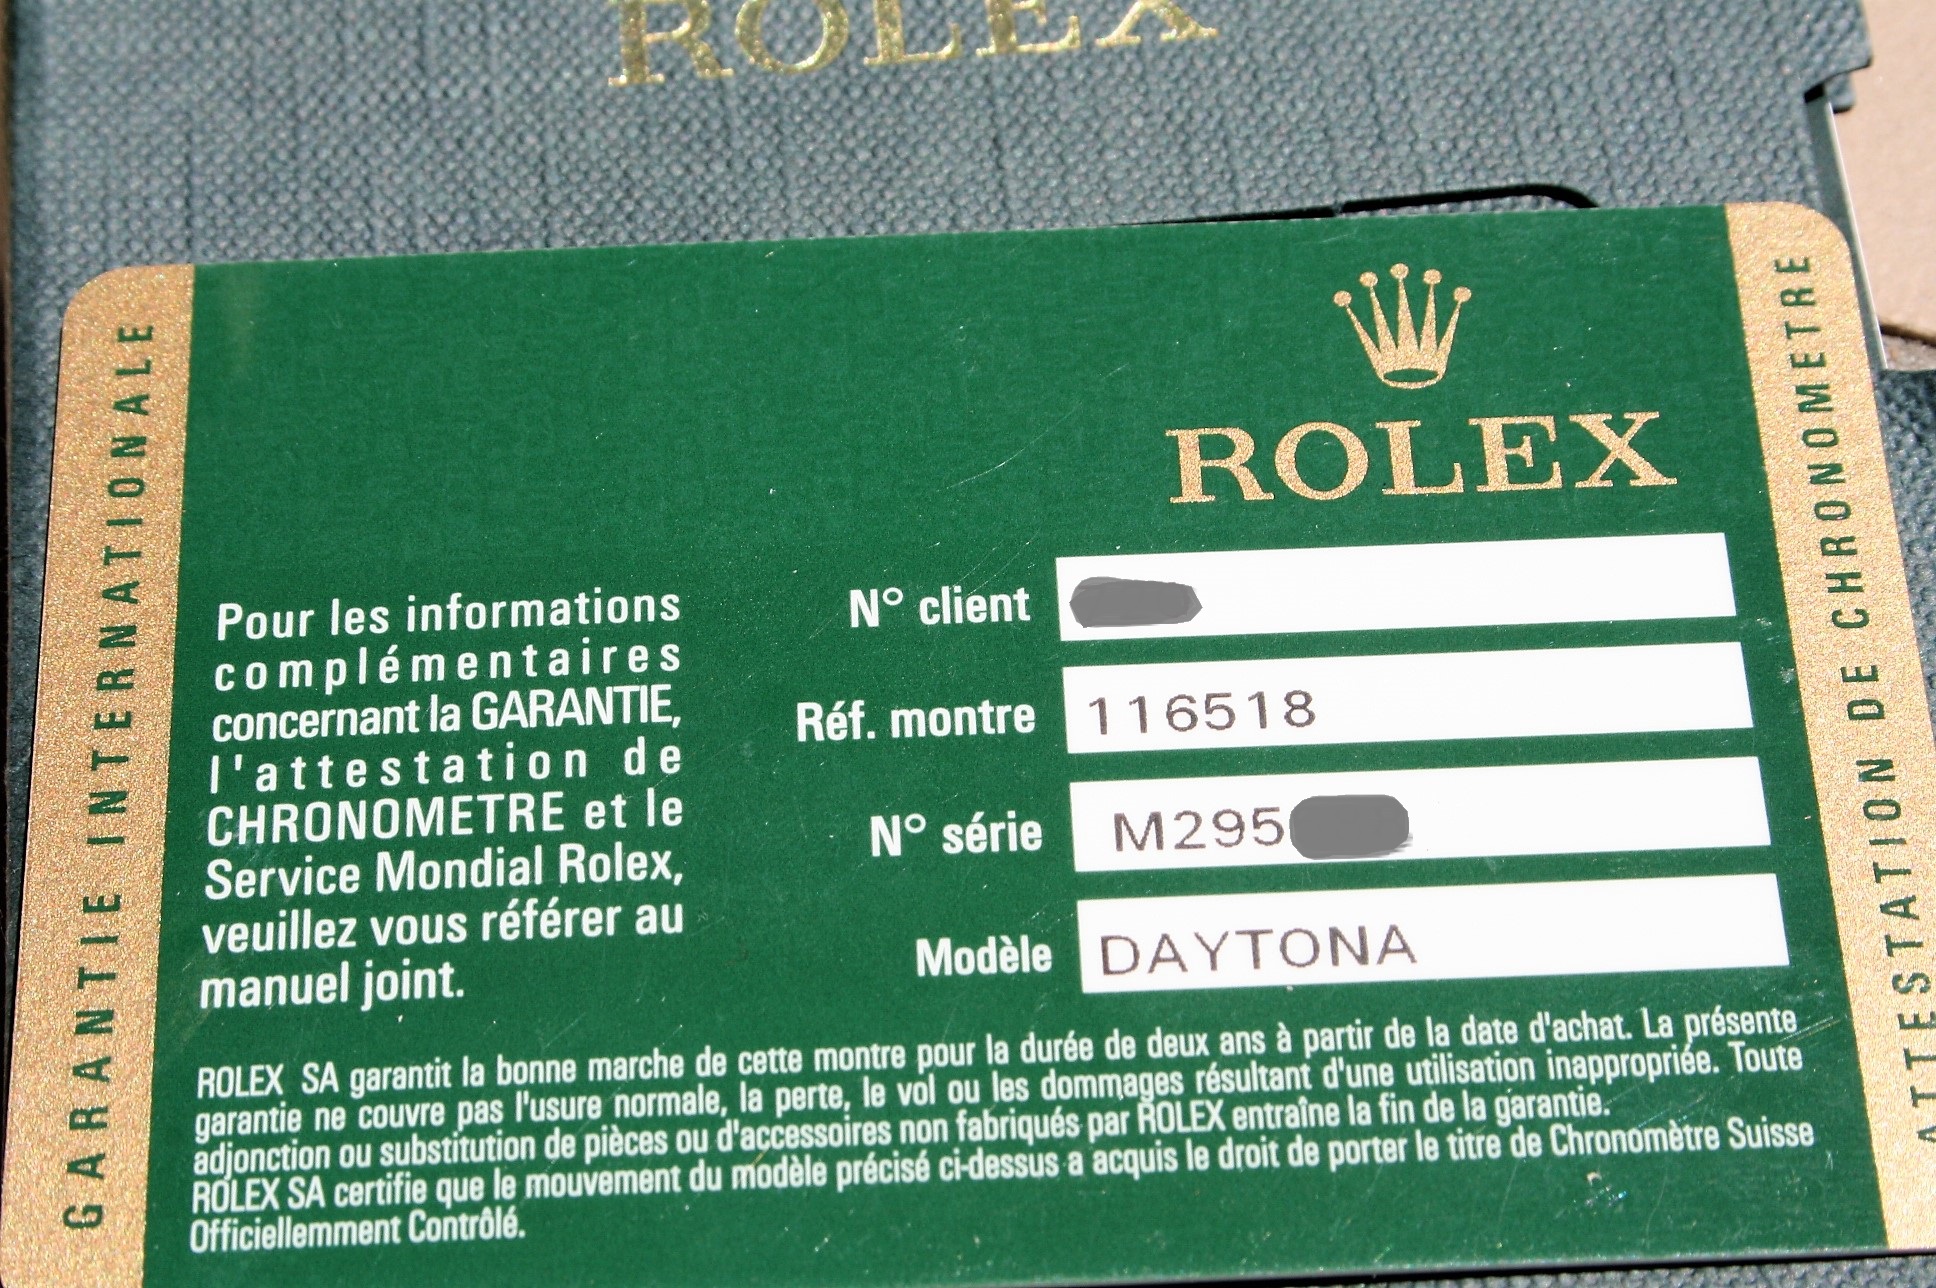 ROLEX
GARANTIE INTERNATIONALE
ROLEX
Pour les informations
complémentaires
concernant la GARANTIE,
l'attestation de
CHRONOMETRE et le
Service Mondial Rolex,
veuillez vous référer au
manuel joint.
N° client
Réf. montre 116518
N° série M295
Modèle DAYTONA
ROLEX SA garantit la bonne marche de cette montre pour la durée de deux ans à partir de la date d'achat. La présente
garantie ne couvre pas l'usure normale, la perte, le vol ou les dommages résultant d'une utilisation inappropriée. Toute
adjonction ou substitution de pièces ou d'accessoires non fabriqués par ROLEX entraîne la fin de la garantie.
ROLEX SA certifie que le mouvement du modèle précisé ci-dessus a acquis le droit de porter le titre de Chronomètre Suisse
Officiellemment Contrôlé.
ATTESTATION DE CHRONOMETRE